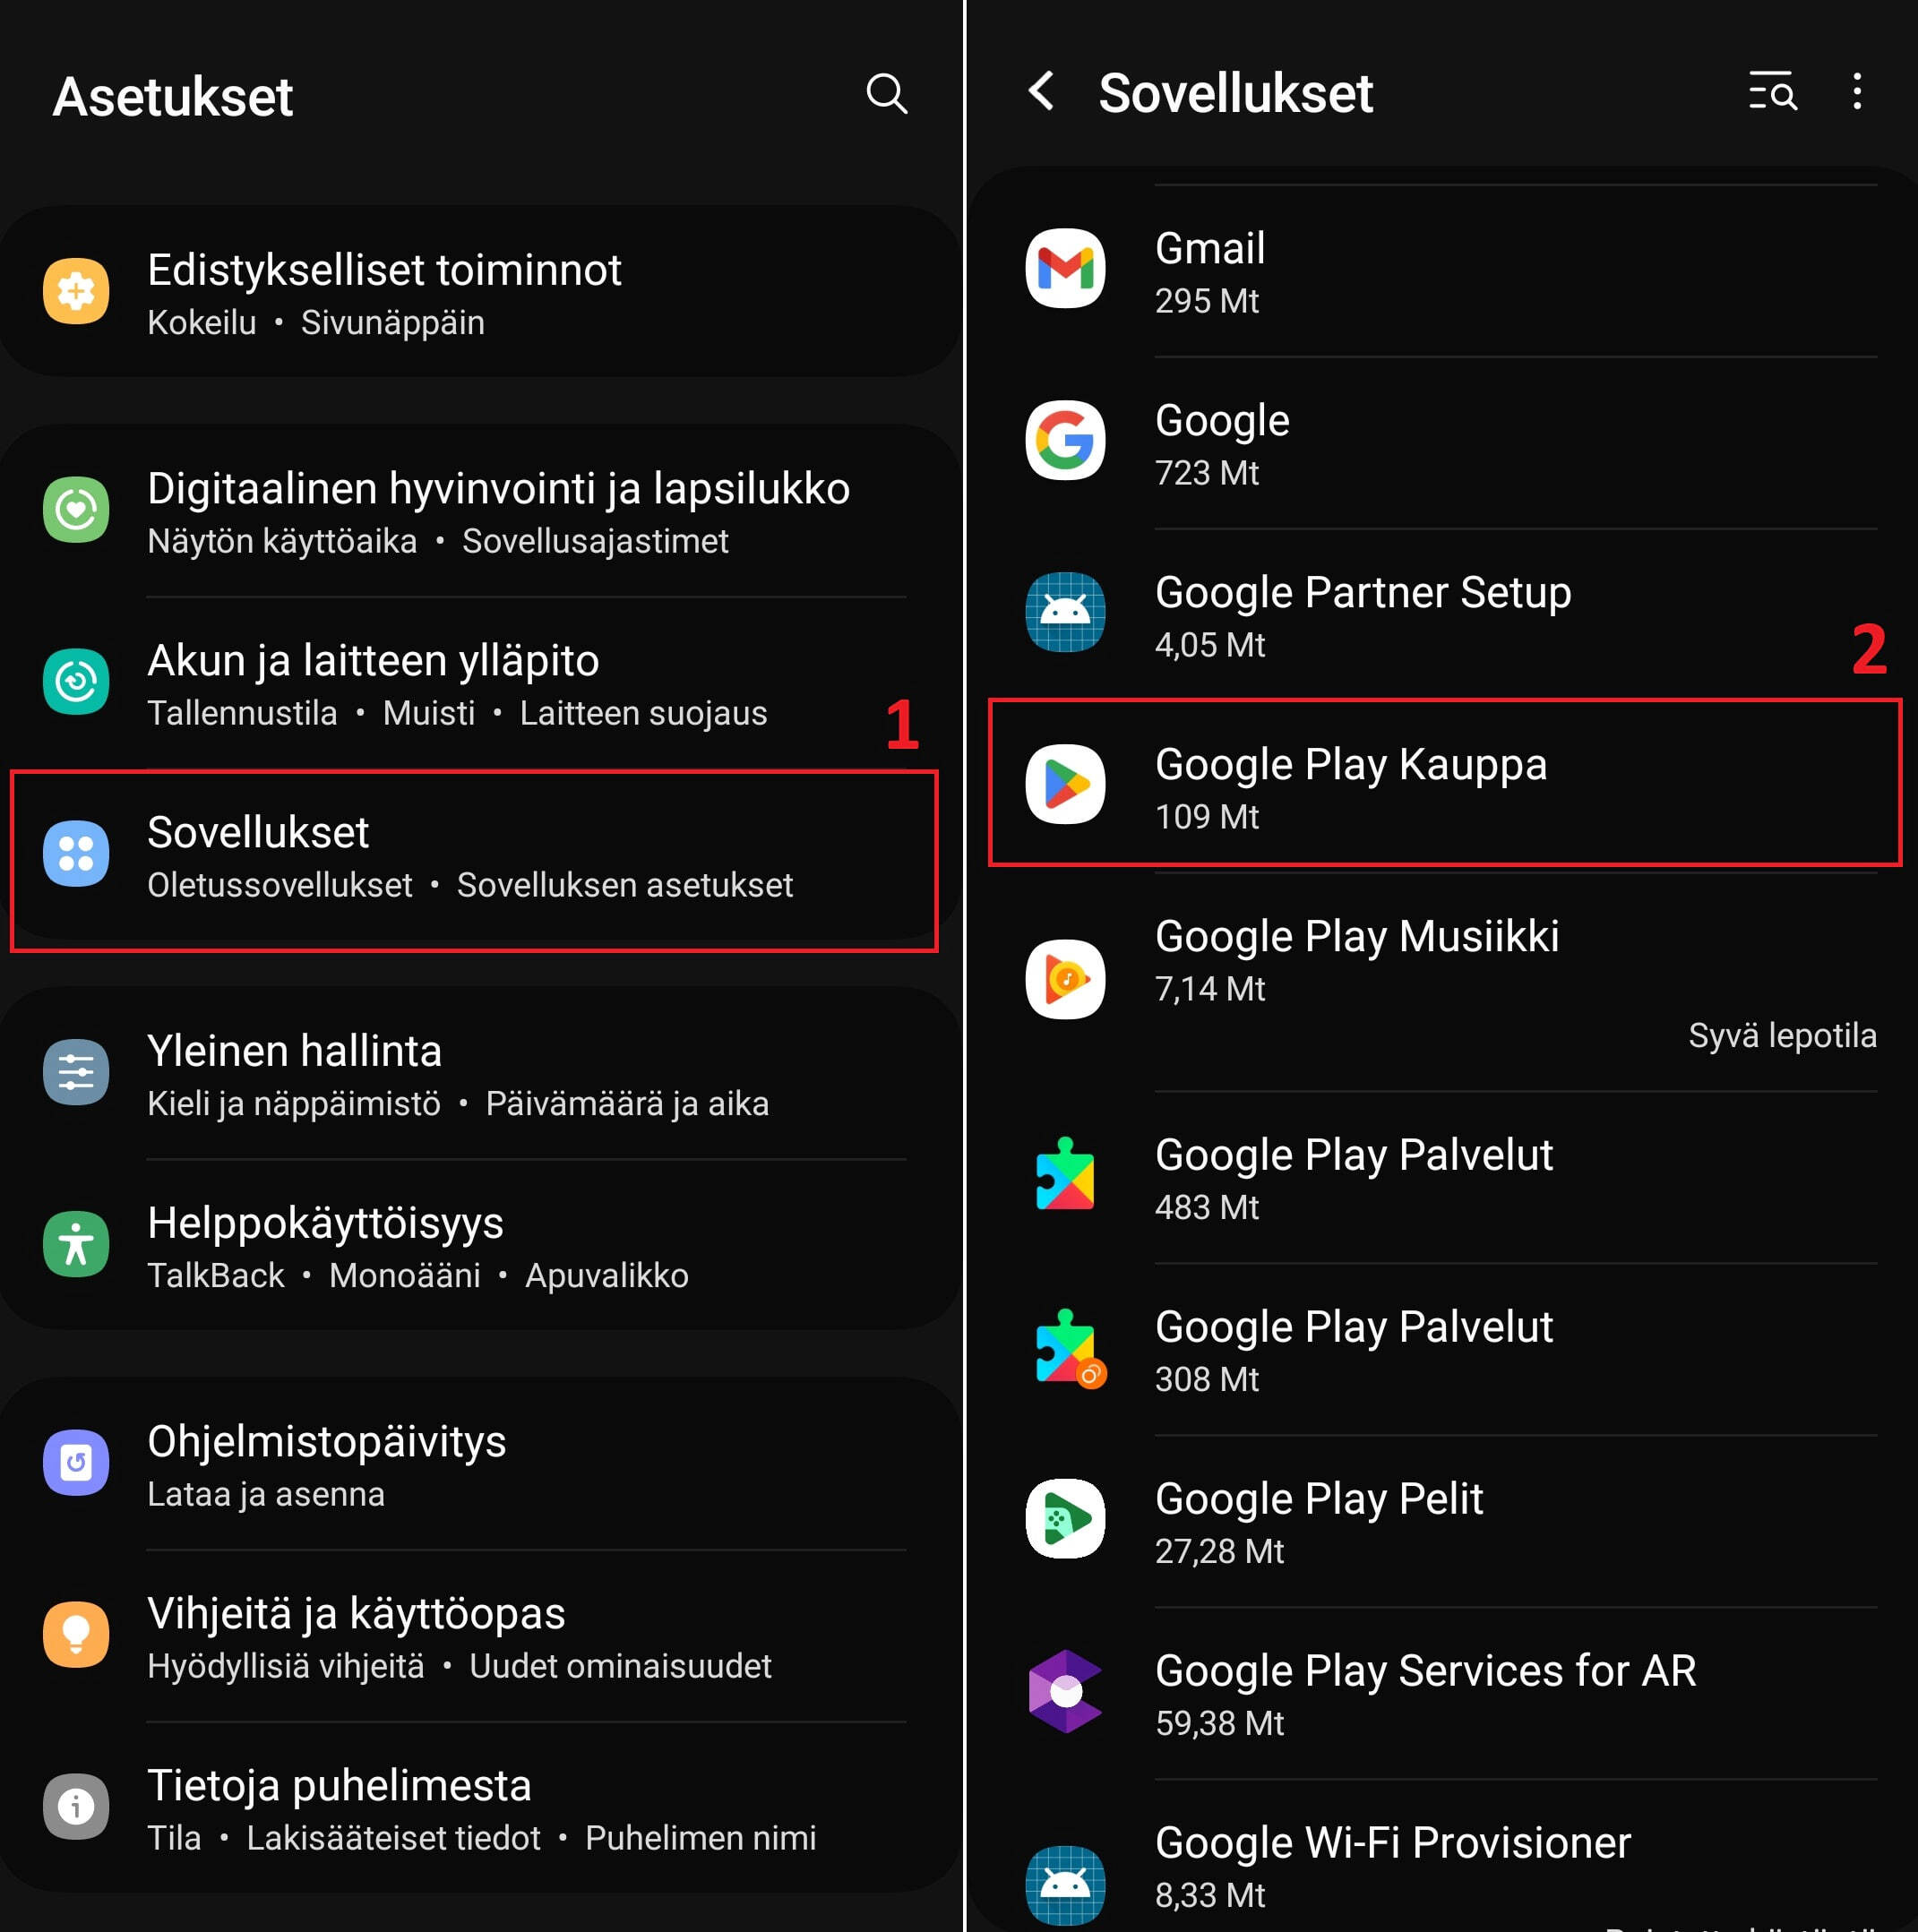 Asetukset
Edistykselliset toiminnot
Kokeilu • Sivunäppäin
Digitaalinen hyvinvointi ja lapsilukko
Näytön käyttöaika • Sovellusajastimet
Akun ja laitteen ylläpito
Tallennustila • Muisti • Laitteen suojaus
1
Sovellukset
Oletussovellukset • Sovelluksen asetukset
Yleinen hallinta
Kieli ja näppäimistö • Päivämäärä ja aika
Helppokäyttöisyys
TalkBack • Monoääni • Apuvalikko
Ohjelmistopäivitys
Lataa ja asenna
Vihjeitä ja käyttöopas
Hyödyllisiä vihjeitä • Uudet ominaisuudet
Tietoja puhelimesta
Tila • Lakisääteiset tiedot • Puhelimen nimi
Sovellukset
Gmail
295 Mt
Google
723 Mt
Google Partner Setup
4,05 Mt
2
Google Play Kauppa
109 Mt
Google Play Musiikki
7,14 Mt
Syvä lepotila
Google Play Palvelut
483 Mt
Google Play Palvelut
308 Mt
Google Play Pelit
27,28 Mt
Google Play Services for AR
59,38 Mt
Google Wi-Fi Provisioner
8,33 Mt